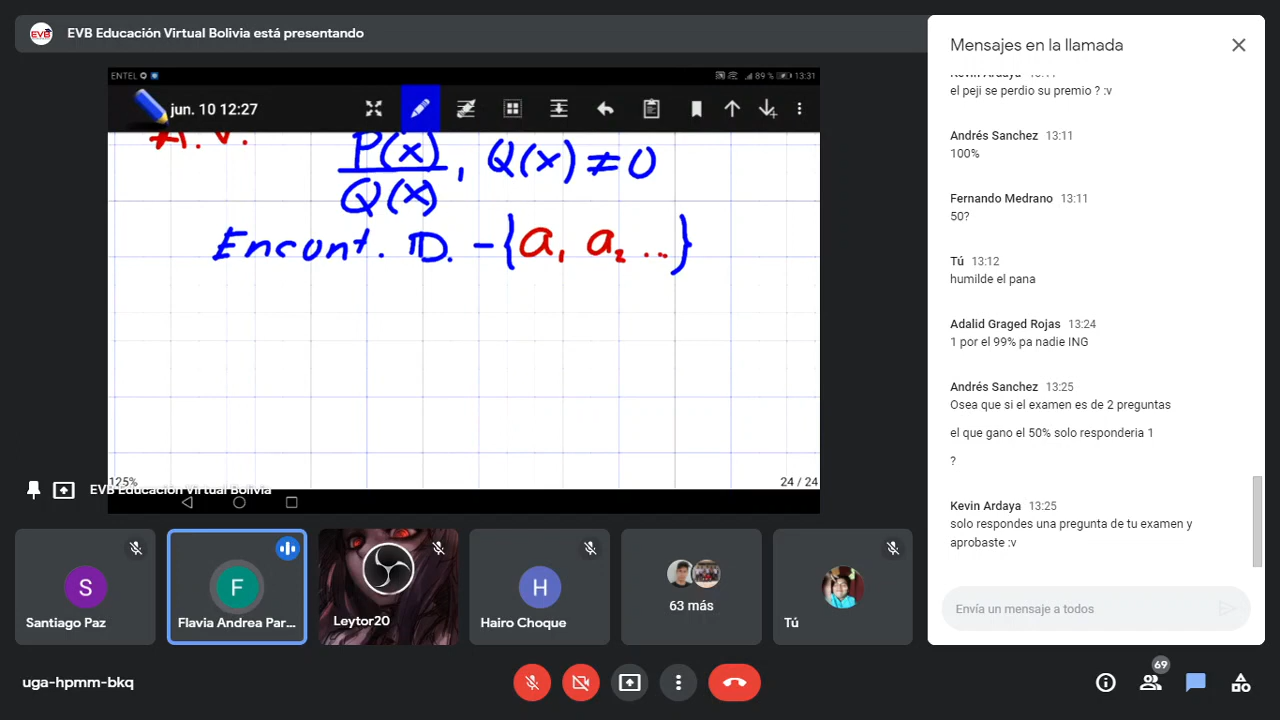 EVB Educación Virtual Bolivia está presentando
ENTEL
89 % 13:31
jun. 10 12:27
A. V.
P(x)
Q(x) , Q(x) ≠ 0
Encont. D. - {a₁ a₂ ...}
125%
24 / 24
EVB Educación Virtual Bolivia
Santiago Paz
F
Flavia Andrea Par...
S
Leytor20
H
Hairo Choque
63 más
Tú
uga-hpmm-bkq
69
Mensajes en la llamada
Kevin Ardaya 13:11
el peji se perdio su premio ? :v
Andrés Sanchez 13:11
100%
Fernando Medrano 13:11
50?
Tú 13:12
humilde el pana
Adalid Graged Rojas 13:24
1 por el 99% pa nadie ING
Andrés Sanchez 13:25
Osea que si el examen es de 2 preguntas
el que gano el 50% solo responderia 1
?
Kevin Ardaya 13:25
solo respondes una pregunta de tu examen y
aprobaste :v
Envía un mensaje a todos